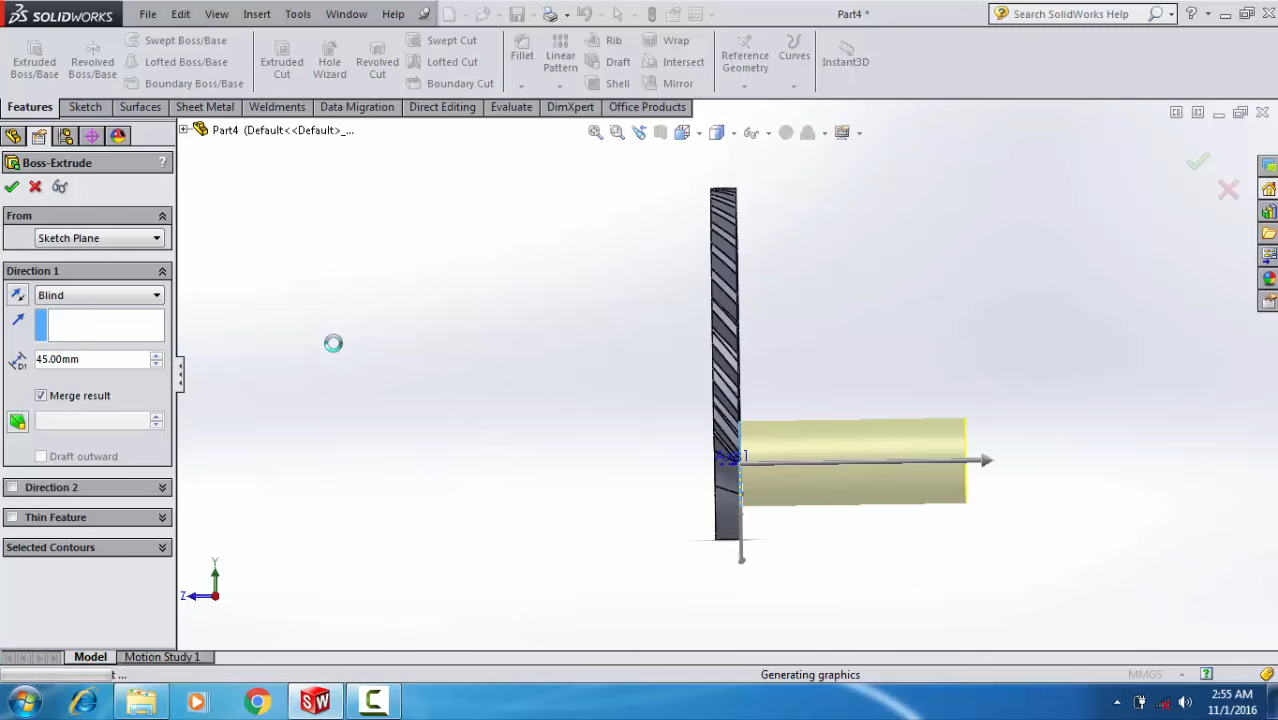 SOLIDWORKS File Edit View Insert Tools Window Help Part4 * Search SolidWorks Help
Extruded Boss/Base
Revolved Boss/Base
Swept Boss/Base
Lofted Boss/Base
Boundary Boss/Base
Extruded Cut
Hole Wizard
Revolved Cut
Swept Cut
Lofted Cut
Boundary Cut
Fillet
Linear Pattern
Rib
Draft
Shell
Wrap
Intersect
Mirror
Reference Geometry
Curves
Instant3D
Features Sketch Surfaces Sheet Metal Weldments Data Migration Direct Editing Evaluate DimXpert Office Products
Part4 (Default<<Default>_...
Boss-Extrude ?
From
Sketch Plane
Direction 1
Blind
D1 45.00mm
Merge result
Draft outward
Direction 2
Thin Feature
Selected Contours
Y
Z
Model Motion Study 1
Generating graphics MMGS
2:55 AM
11/1/2016